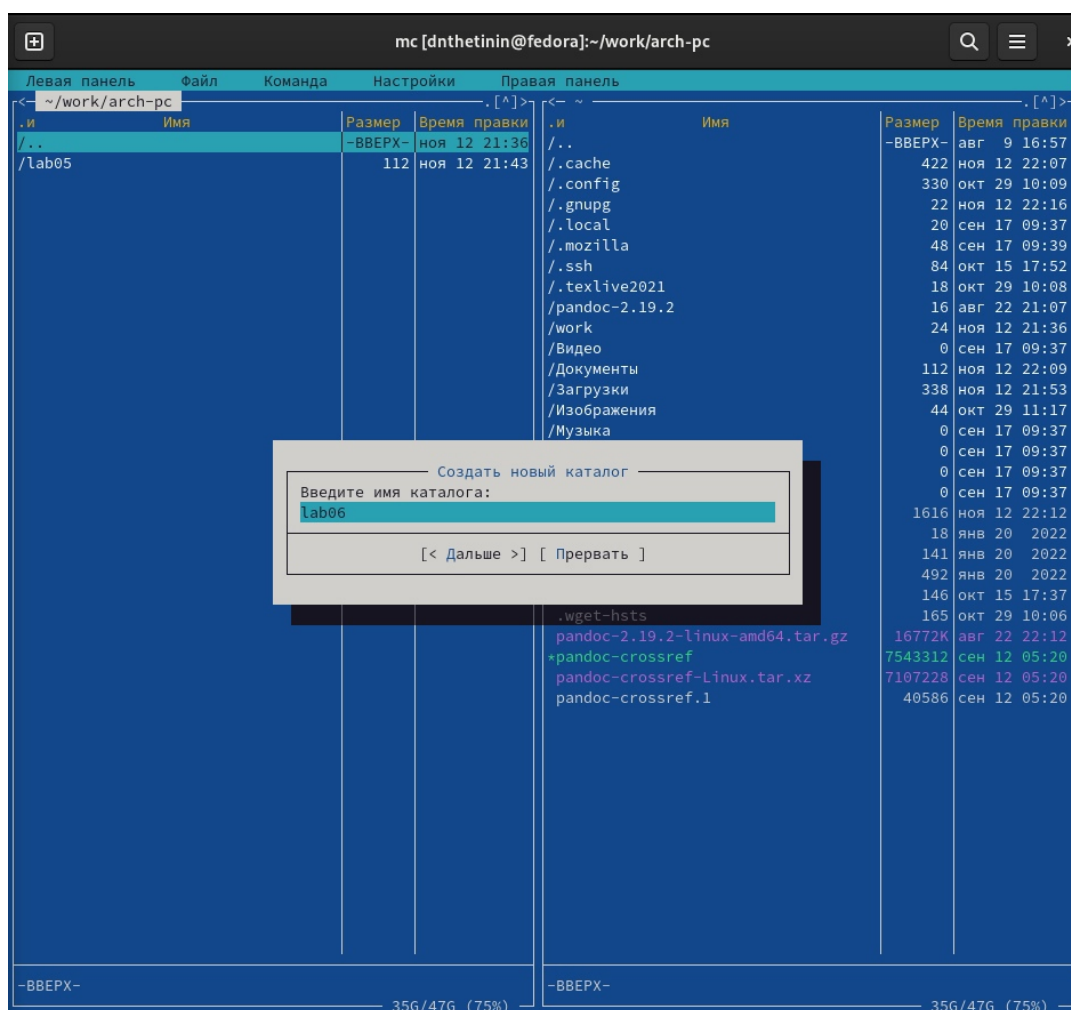 mc [dnthetinin@fedora]:~/work/arch-pc
Левая панель Файл Команда Настройки Правая панель
<— ~/work/arch-pc .[^]>
.и Имя Размер Время правки
/.. -ВВЕРХ- ноя 12 21:36
/lab05 112 ноя 12 21:43
-ВВЕРХ-
35G/47G (75%)
<— ~ .[^]>
.и Имя Размер Время правки
/.. -ВВЕРХ- авг 9 16:57
/.cache 422 ноя 12 22:07
/.config 330 окт 29 10:09
/.gnupg 22 ноя 12 22:16
/.local 20 сен 17 09:37
/.mozilla 48 сен 17 09:39
/.ssh 84 окт 15 17:52
/.texlive2021 18 окт 29 10:08
/pandoc-2.19.2 16 авг 22 21:07
/work 24 ноя 12 21:36
/Видео 0 сен 17 09:37
/Документы 112 ноя 12 22:09
/Загрузки 338 ноя 12 21:53
/Изображения 44 окт 29 11:17
/Музыка 0 сен 17 09:37
0 сен 17 09:37
0 сен 17 09:37
0 сен 17 09:37
1616 ноя 12 22:12
18 янв 20 2022
141 янв 20 2022
492 янв 20 2022
146 окт 15 17:37
.wget-hsts 165 окт 29 10:06
pandoc-2.19.2-linux-amd64.tar.gz 16772K авг 22 22:12
*pandoc-crossref 7543312 сен 12 05:20
pandoc-crossref-Linux.tar.xz 7107228 сен 12 05:20
pandoc-crossref.1 40586 сен 12 05:20
-ВВЕРХ-
35G/47G (75%)
Создать новый каталог
Введите имя каталога:
lab06
[< Дальше >] [ Прервать ]